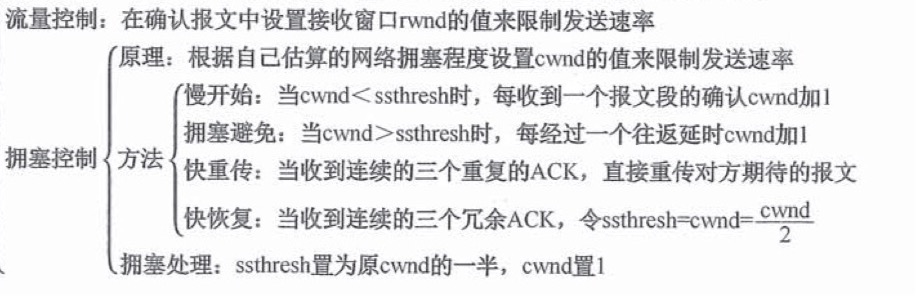 流量控制：在确认报文中设置接收窗口rwnd的值来限制发送速率
原理：根据自己估算的网络拥塞程度设置cwnd的值来限制发送速率
慢开始：当cwnd＜ssthresh时，每收到一个报文段的确认cwnd加1
拥塞避免：当cwnd＞ssthresh时，每经过一个往返延时cwnd加1
拥塞控制 方法
快重传：当收到连续的三个重复的ACK，直接重传对方期待的报文
快恢复：当收到连续的三个冗余ACK，令ssthresh=cwnd=cwnd/2
拥塞处理：ssthresh置为原cwnd的一半，cwnd置1